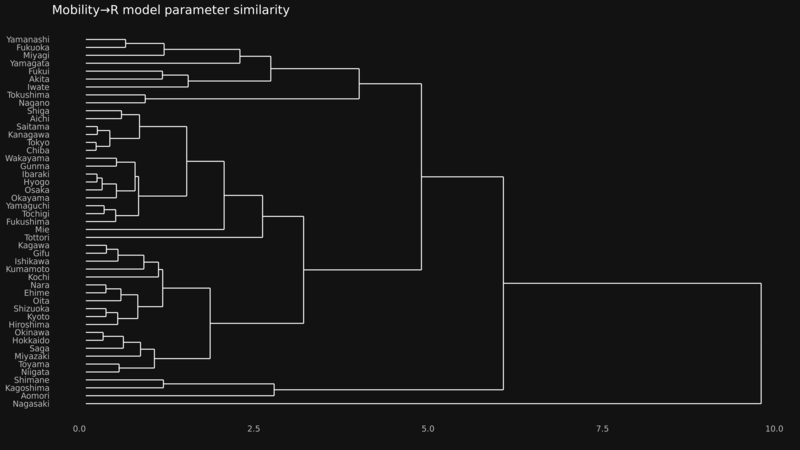 Mobility→R model parameter similarity
Yamanashi
Fukuoka
Miyagi
Yamagata
Fukui
Akita
Iwate
Tokushima
Nagano
Shiga
Aichi
Saitama
Kanagawa
Tokyo
Chiba
Wakayama
Gunma
Ibaraki
Hyogo
Osaka
Okayama
Yamaguchi
Tochigi
Fukushima
Mie
Tottori
Kagawa
Gifu
Ishikawa
Kumamoto
Kochi
Nara
Ehime
Oita
Shizuoka
Kyoto
Hiroshima
Okinawa
Hokkaido
Saga
Miyazaki
Toyama
Niigata
Shimane
Kagoshima
Aomori
Nagasaki
0.0 2.5 5.0 7.5 10.0